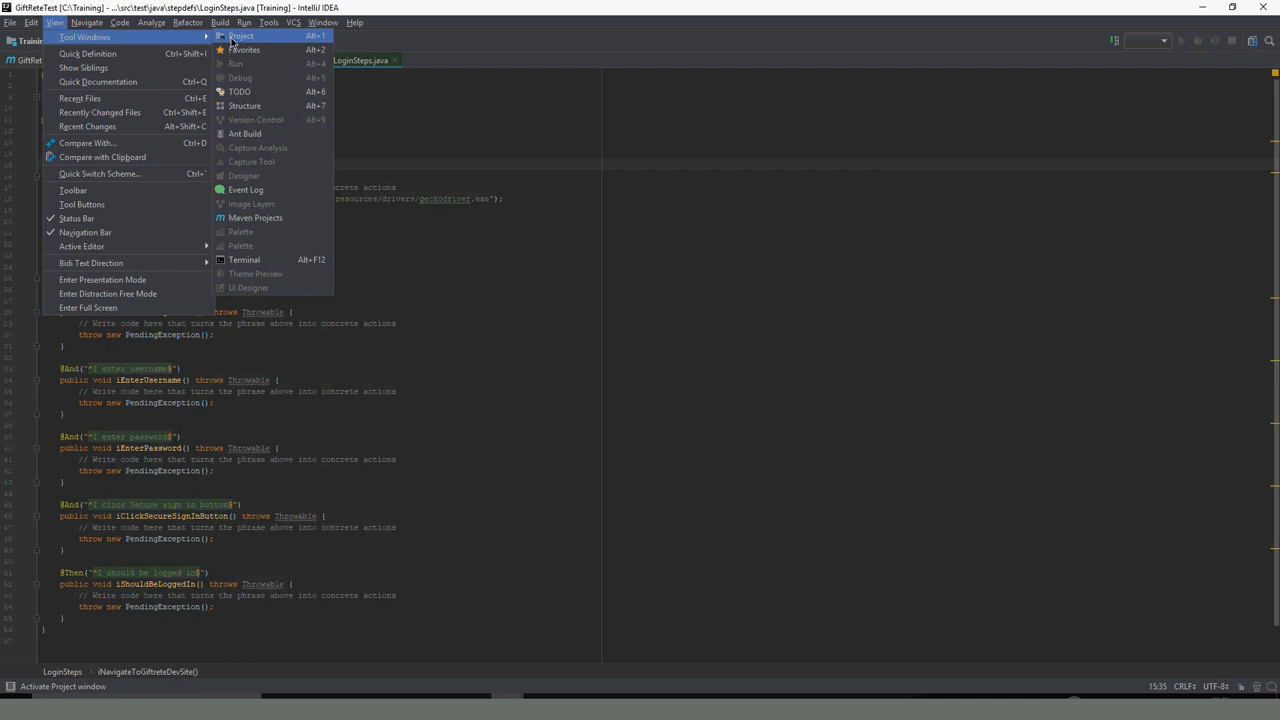 GiftReteTest [C:\Training] - ...\src\test\java\stepdefs\LoginSteps.java [Training] - IntelliJ IDEA
File Edit View Navigate Code Analyze Refactor Build Run Tools VCS Window Help
Tool Windows
Quick Definition Ctrl+Shift+I
Show Siblings
Quick Documentation Ctrl+Q
Recent Files Ctrl+E
Recently Changed Files Ctrl+Shift+E
Recent Changes Alt+Shift+C
Compare With... Ctrl+D
Compare with Clipboard
Quick Switch Scheme... Ctrl+`
Toolbar
Tool Buttons
Status Bar
Navigation Bar
Active Editor
Bidi Text Direction
Enter Presentation Mode
Enter Distraction Free Mode
Enter Full Screen
Project Alt+1
Favorites Alt+2
Run Alt+4
Debug Alt+5
TODO Alt+6
Structure Alt+7
Version Control Alt+9
Ant Build
Capture Analysis
Capture Tool
Designer
Event Log
Image Layers
Maven Projects
Palette
Palette
Terminal Alt+F12
Theme Preview
UI Designer
LoginSteps.java
concrete actions
resources/drivers/geckodriver.exe");
throws Throwable {
// Write code here that turns the phrase above into concrete actions
throw new PendingException();
}
@And("^I enter username$")
public void iEnterUsername() throws Throwable {
// Write code here that turns the phrase above into concrete actions
throw new PendingException();
}
@And("^I enter password$")
public void iEnterPassword() throws Throwable {
// Write code here that turns the phrase above into concrete actions
throw new PendingException();
}
@And("^I click Secure sign in button$")
public void iClickSecureSignInButton() throws Throwable {
// Write code here that turns the phrase above into concrete actions
throw new PendingException();
}
@Then("^I should be logged in$")
public void iShouldBeLoggedIn() throws Throwable {
// Write code here that turns the phrase above into concrete actions
throw new PendingException();
}
}
LoginSteps › iNavigateToGiftreteDevSite()
Activate Project window 15:35 CRLF÷ UTF-8÷